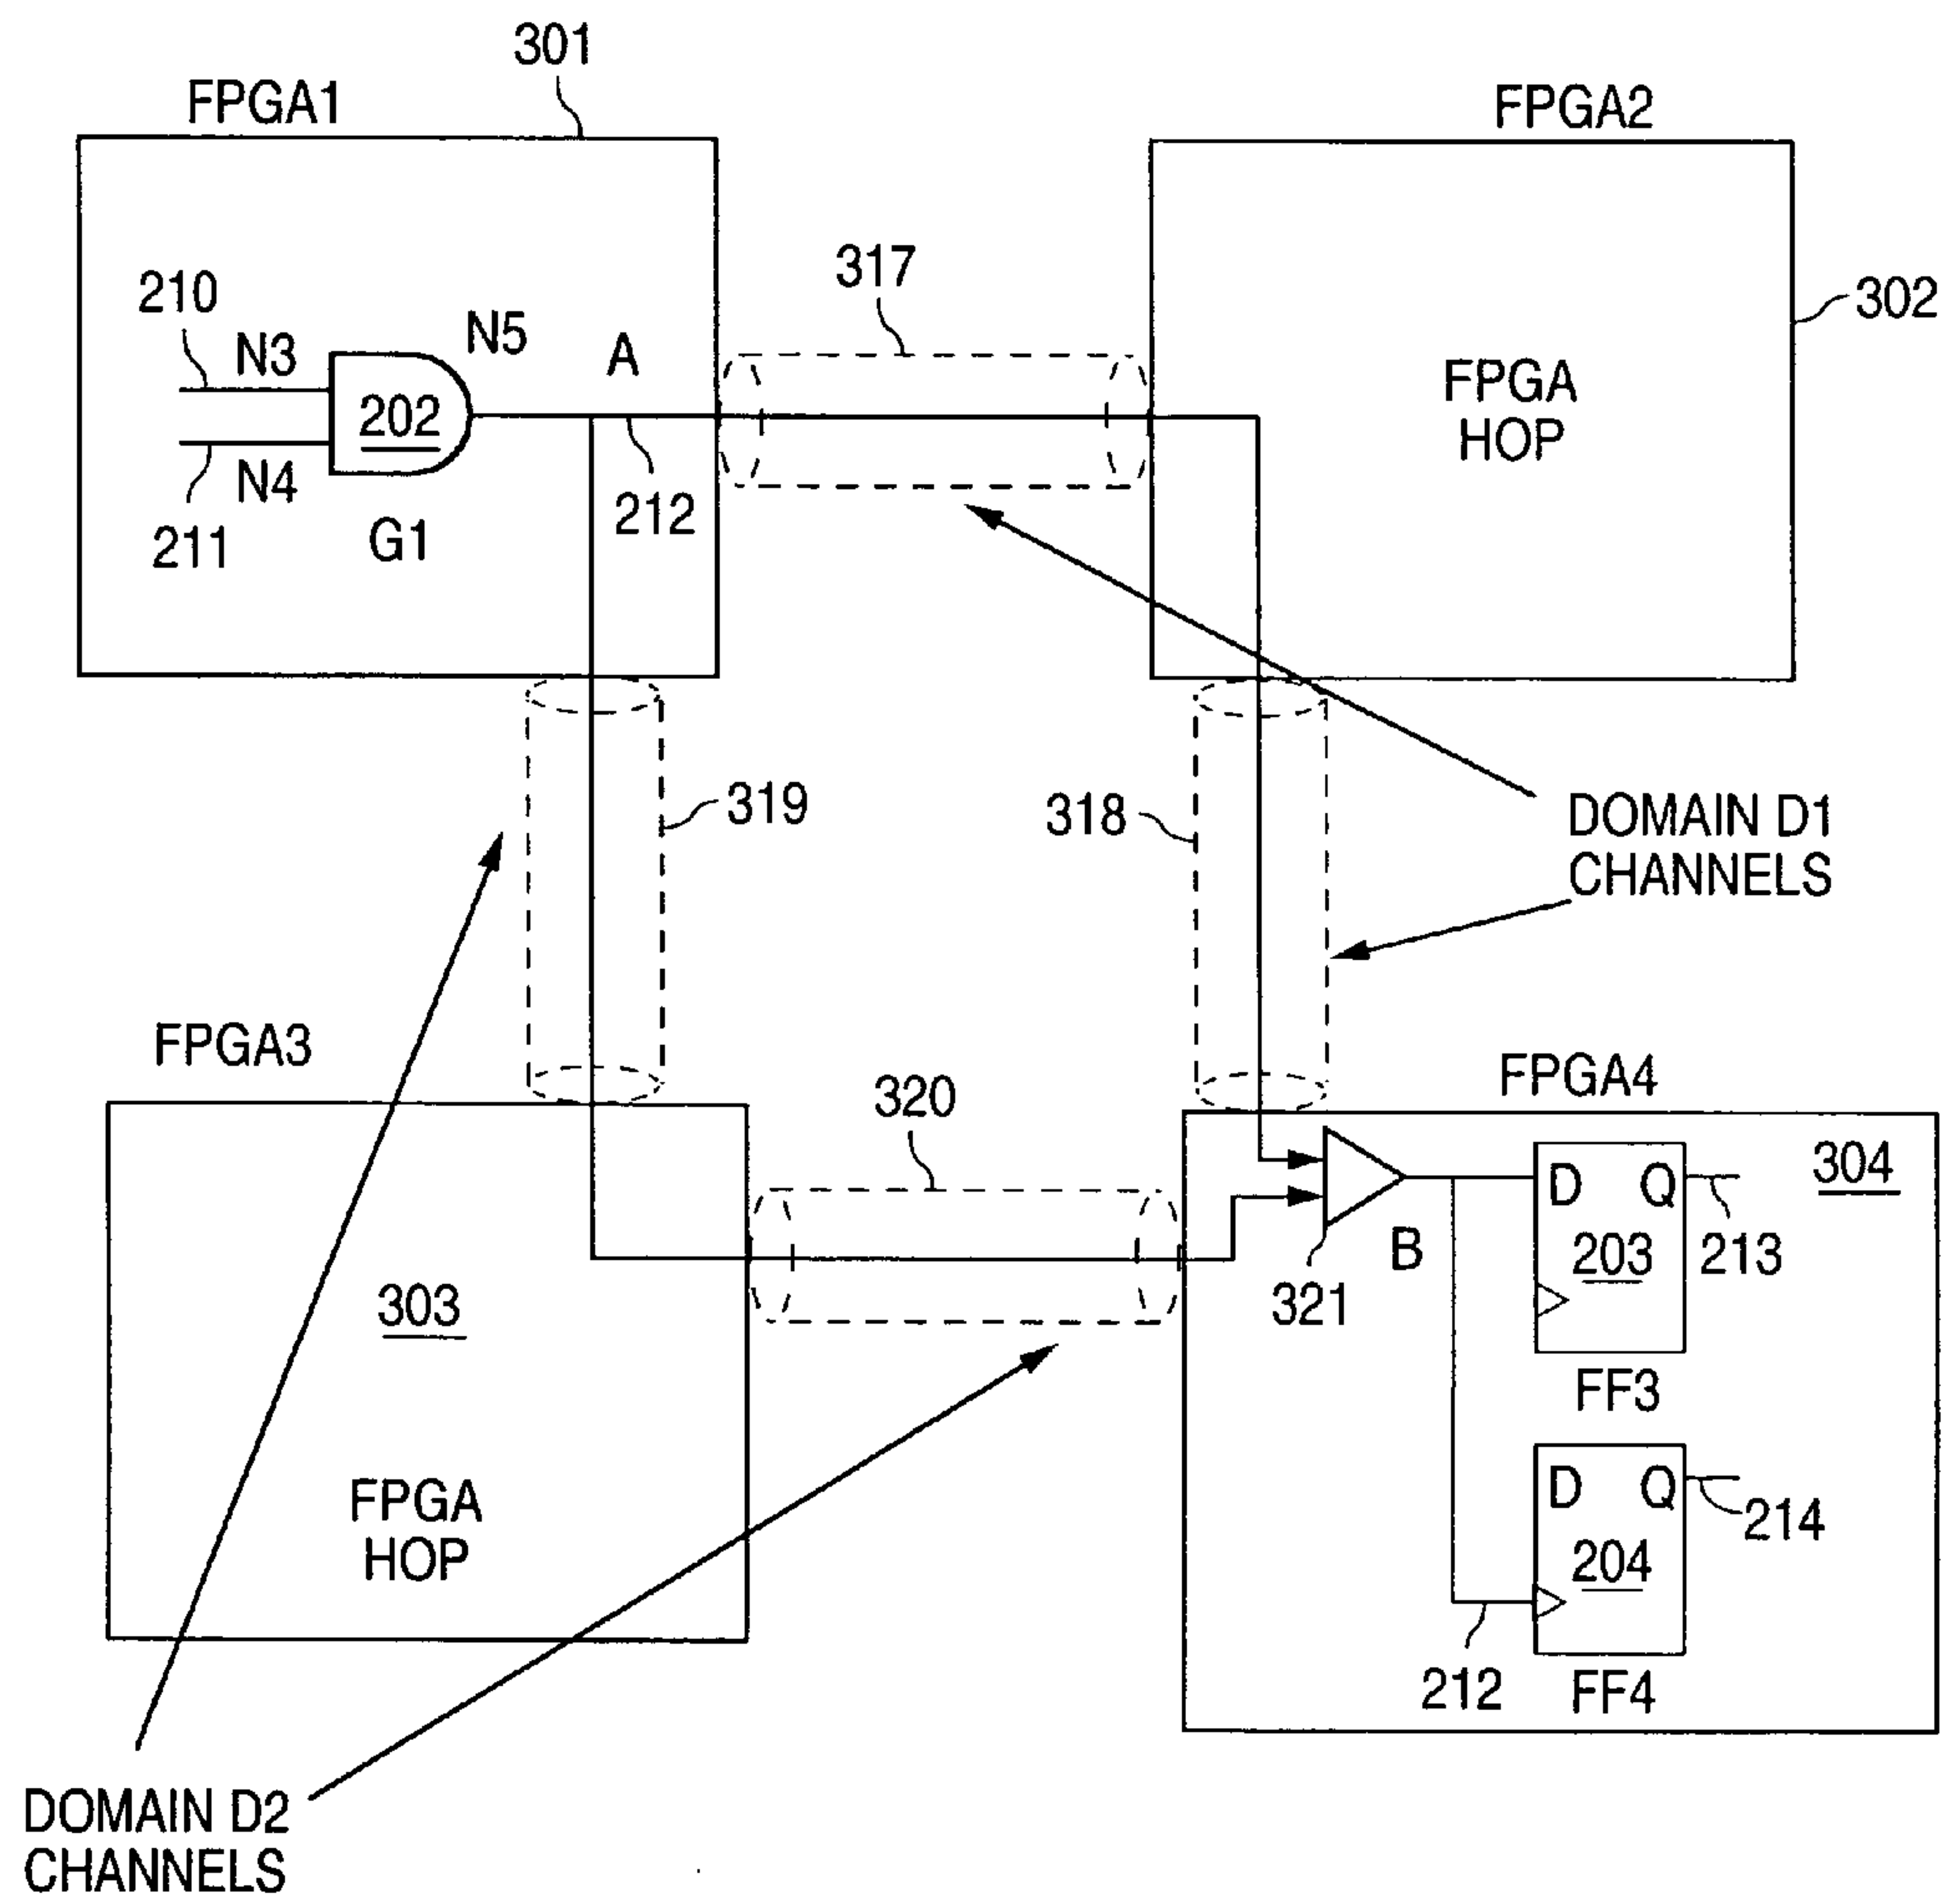 301
FPGA1
FPGA2
317
210
302
N3
N5
A
FPGA
HOP
202
N4
212
211
G1
319
318
DOMAIN D1
CHANNELS
FPGA3
FPGA4
320
304
D Q
213
203
B
321
303
FF3
FPGA
HOP
D Q
214
204
212
FF4
DOMAIN D2
CHANNELS